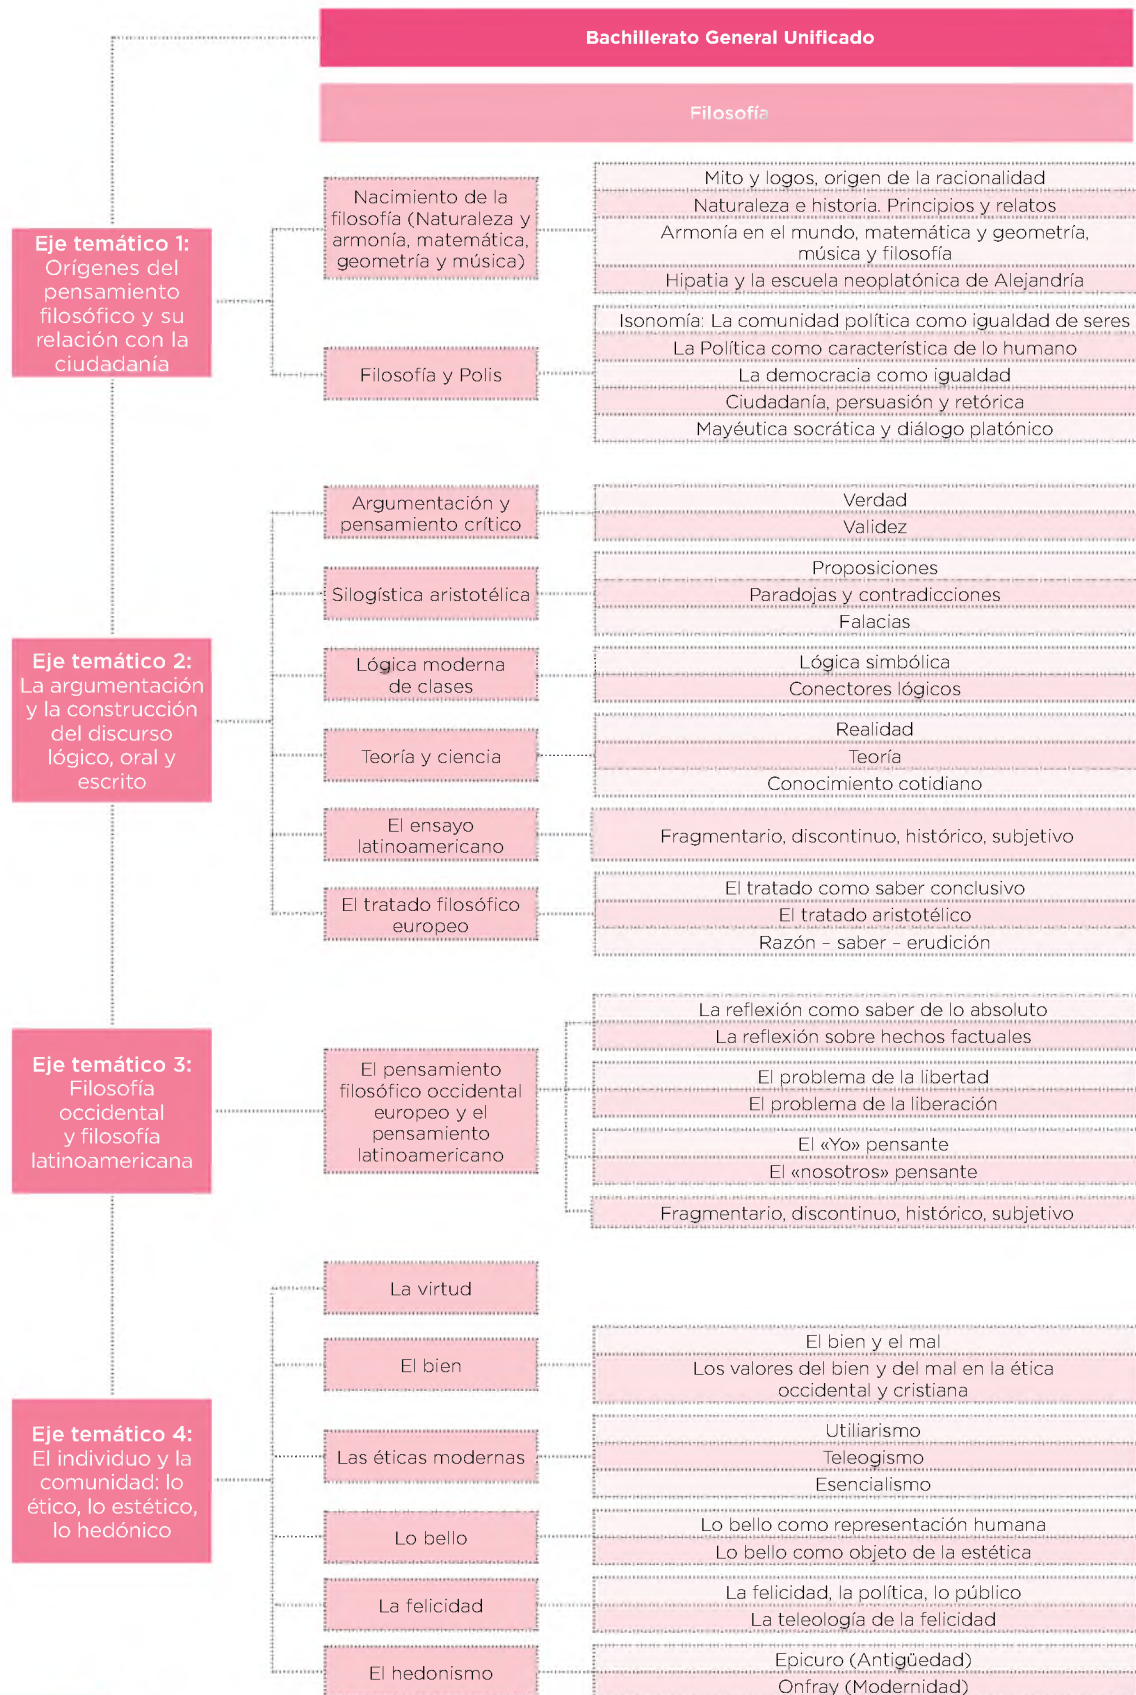 Bachillerato General Unificado
Filosofía
Eje temático 1:
Orígenes del
pensamiento
filosófico y su
relación con la
ciudadanía
Nacimiento de la
filosofía (Naturaleza y
armonía, matemática,
geometría y música)
Mito y logos, origen de la racionalidad
Naturaleza e historia. Principios y relatos
Armonía en el mundo, matemática y geometría,
música y filosofía
Hipatia y la escuela neoplatónica de Alejandría
Filosofía y Polis
Isonomía: La comunidad política como igualdad de seres
La Política como característica de lo humano
La democracia como igualdad
Ciudadanía, persuasión y retórica
Mayéutica socrática y diálogo platónico
Eje temático 2:
La argumentación
y la construcción
del discurso
lógico, oral y
escrito
Argumentación y
pensamiento crítico
Verdad
Validez
Silogística aristotélica
Proposiciones
Paradojas y contradicciones
Falacias
Lógica moderna
de clases
Lógica simbólica
Conectores lógicos
Teoría y ciencia
Realidad
Teoría
Conocimiento cotidiano
El ensayo
latinoamericano
Fragmentario, discontinuo, histórico, subjetivo
El tratado filosófico
europeo
El tratado como saber conclusivo
El tratado aristotélico
Razón – saber – erudición
Eje temático 3:
Filosofía
occidental
y filosofía
latinoamericana
El pensamiento
filosófico occidental
europeo y el
pensamiento
latinoamericano
La reflexión como saber de lo absoluto
La reflexión sobre hechos factuales
El problema de la libertad
El problema de la liberación
El «Yo» pensante
El «nosotros» pensante
Fragmentario, discontinuo, histórico, subjetivo
Eje temático 4:
El individuo y la
comunidad: lo
ético, lo estético,
lo hedónico
La virtud
El bien
El bien y el mal
Los valores del bien y del mal en la ética
occidental y cristiana
Las éticas modernas
Utiliarismo
Teleogismo
Esencialismo
Lo bello
Lo bello como representación humana
Lo bello como objeto de la estética
La felicidad
La felicidad, la política, lo público
La teleología de la felicidad
El hedonismo
Epicuro (Antigüedad)
Onfray (Modernidad)